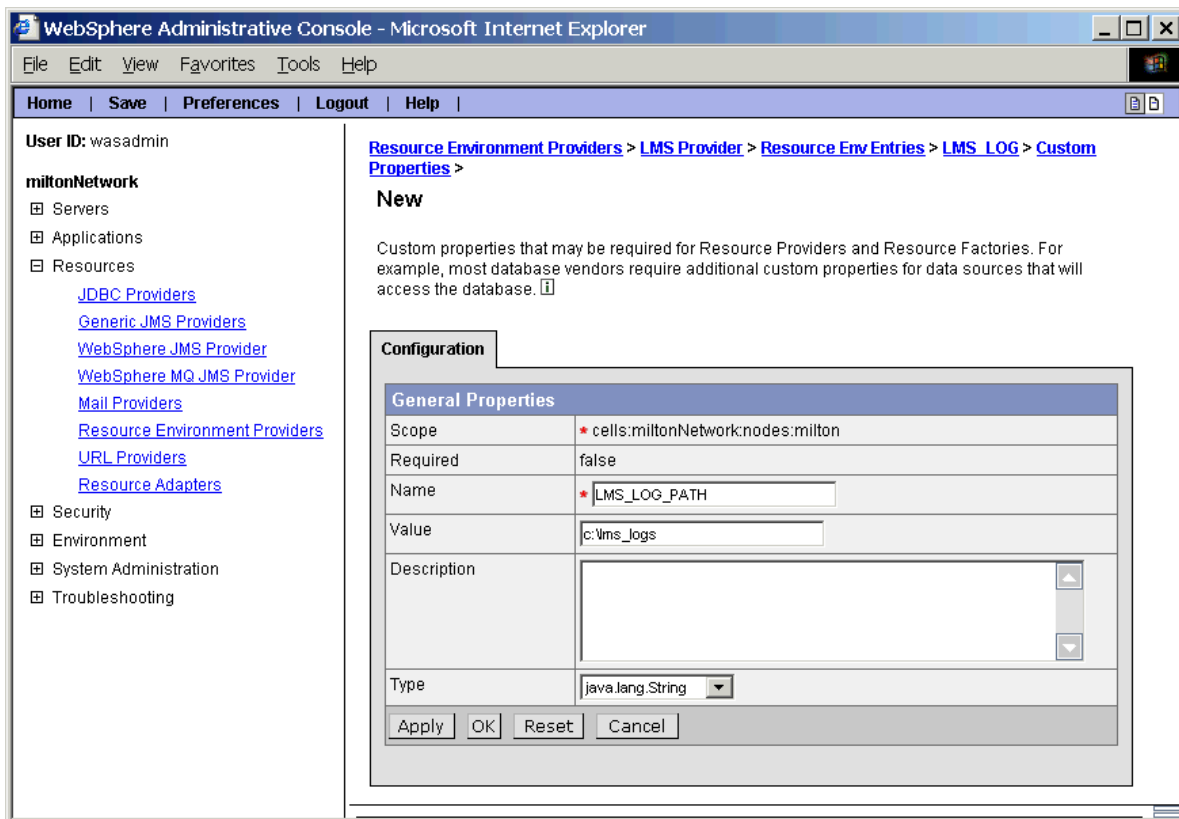 WebSphere Administrative Console - Microsoft Internet Explorer
File Edit View Favorites Tools Help
Home | Save | Preferences | Logout | Help |
User ID: wasadmin
miltonNetwork
Servers
Applications
Resources
JDBC Providers
Generic JMS Providers
WebSphere JMS Provider
WebSphere MQ JMS Provider
Mail Providers
Resource Environment Providers
URL Providers
Resource Adapters
Security
Environment
System Administration
Troubleshooting
Resource Environment Providers > LMS Provider > Resource Env Entries > LMS_LOG > Custom
Properties >
New
Custom properties that may be required for Resource Providers and Resource Factories. For
example, most database vendors require additional custom properties for data sources that will
access the database. i
Configuration
General Properties
Scope * cells:miltonNetwork:nodes:milton
Required false
Name * LMS_LOG_PATH
Value c:\lms_logs
Description
Type java.lang.String
Apply OK Reset Cancel